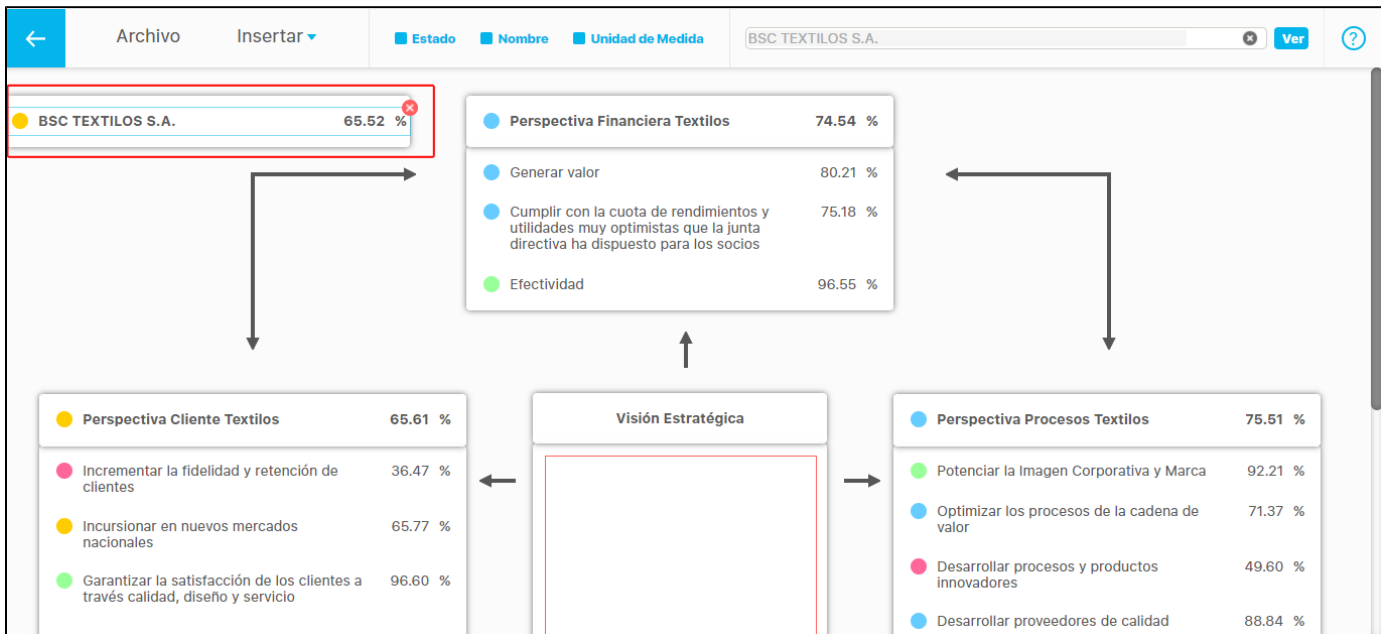 Archivo Insertar Estado Nombre Unidad de Medida BSC TEXTILOS S.A. Ver ?
BSC TEXTILOS S.A. 65.52 %
Perspectiva Financiera Textilos 74.54 %
Generar valor 80.21 %
Cumplir con la cuota de rendimientos y 75.18 %
utilidades muy optimistas que la junta
directiva ha dispuesto para los socios
Efectividad 96.55 %
Perspectiva Cliente Textilos 65.61 %
Incrementar la fidelidad y retención de 36.47 %
clientes
Incursionar en nuevos mercados 65.77 %
nacionales
Garantizar la satisfacción de los clientes a 96.60 %
través calidad, diseño y servicio
Visión Estratégica
Perspectiva Procesos Textilos 75.51 %
Potenciar la Imagen Corporativa y Marca 92.21 %
Optimizar los procesos de la cadena de 71.37 %
valor
Desarrollar procesos y productos 49.60 %
innovadores
Desarrollar proveedores de calidad 88.84 %